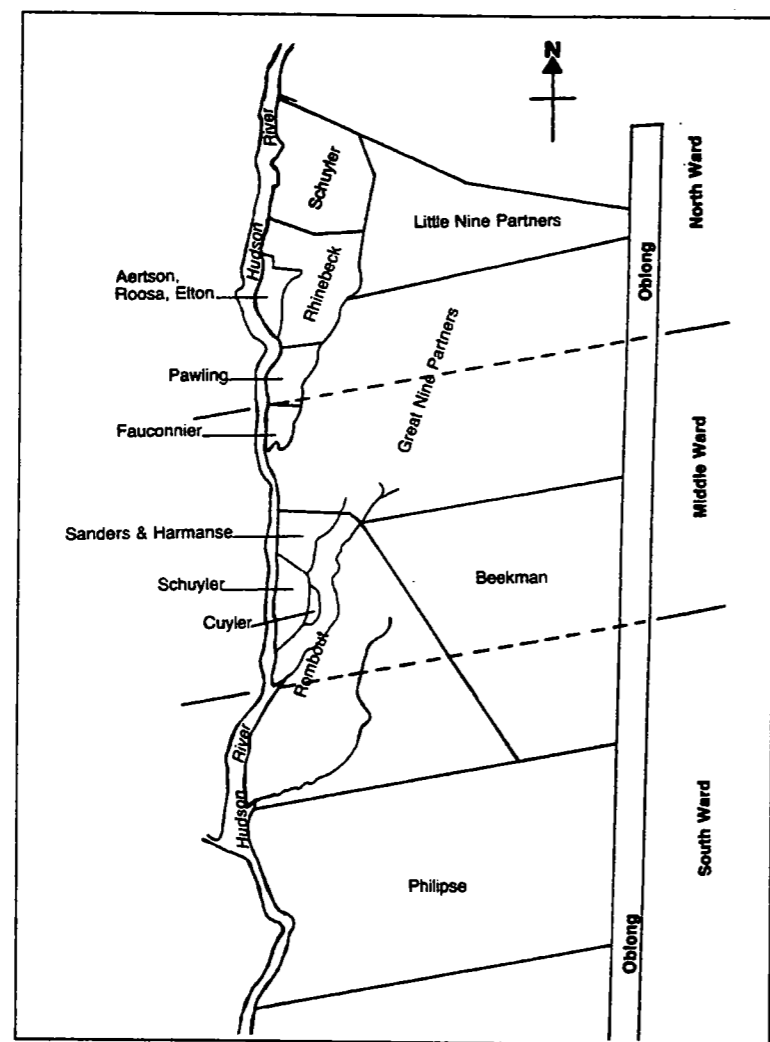 N
River
Schuyler
Little Nine Partners
North Ward
Hudson
Oblong
Aertson,
Roosa, Elton
Rhinebeck
Pawling
Great Nine Partners
Fauconnier
Middle Ward
Sanders & Harmanse
Schuyler
Beekman
Cuyler
Rombout
River
Hudson
South Ward
Philipse
Oblong